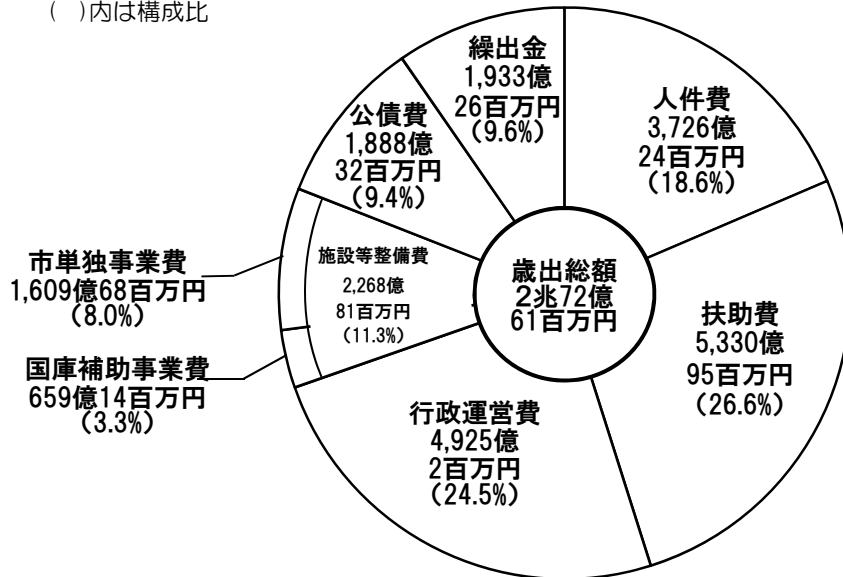 (　)内は構成比
繰出金
1,933億
26百万円
(9.6%)
人件費
3,726億
24百万円
(18.6%)
公債費
1,888億
32百万円
(9.4%)
市単独事業費
1,609億68百万円
(8.0%)
施設等整備費
2,268億
81百万円
(11.3%)
歳出総額
2兆72億
61百万円
扶助費
5,330億
95百万円
(26.6%)
国庫補助事業費
659億14百万円
(3.3%)
行政運営費
4,925億
2百万円
(24.5%)